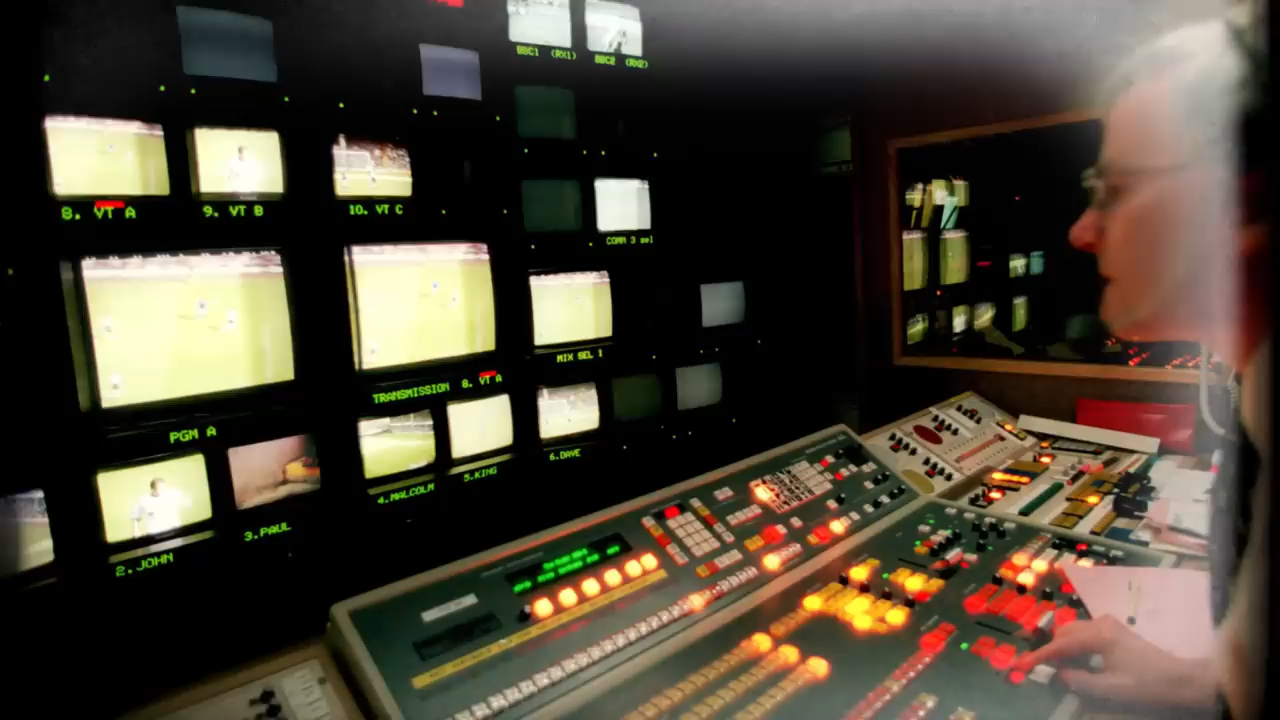 BBC1 (RX1)
BBC2 (RX2)
8. VT A
9. VT B
10. VT C
COMM 3 sel
MIX SEL 1
TRANSMISSION 8. VT A
PGM A
2.JOHN
3.PAUL
4.MALCOLM
5.KING
6.DAVE